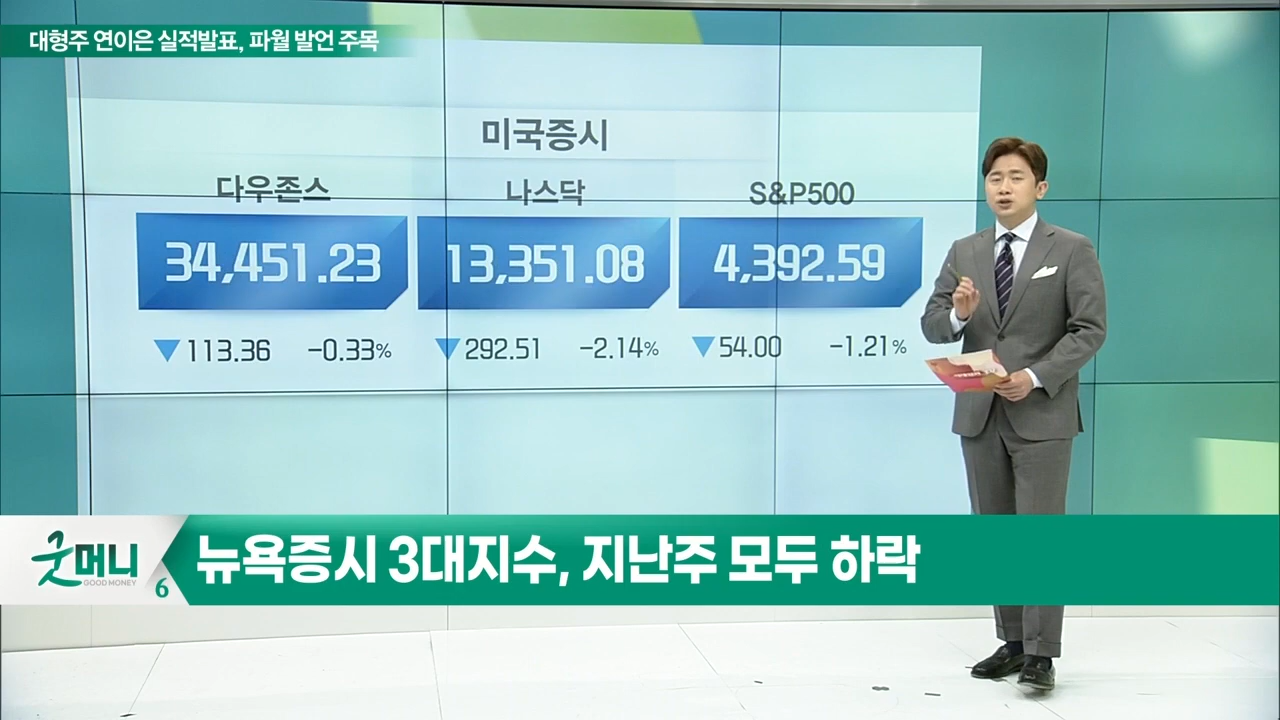 대형주 연이은 실적발표, 파월 발언 주목
미국증시
다우존스 나스닥 S&P500
34,451.23 13,351.08 4,392.59
▼ 113.36 -0.33% ▼ 292.51 -2.14% ▼ 54.00 -1.21%
굿머니
GOOD MONEY
6
뉴욕증시 3대지수, 지난주 모두 하락